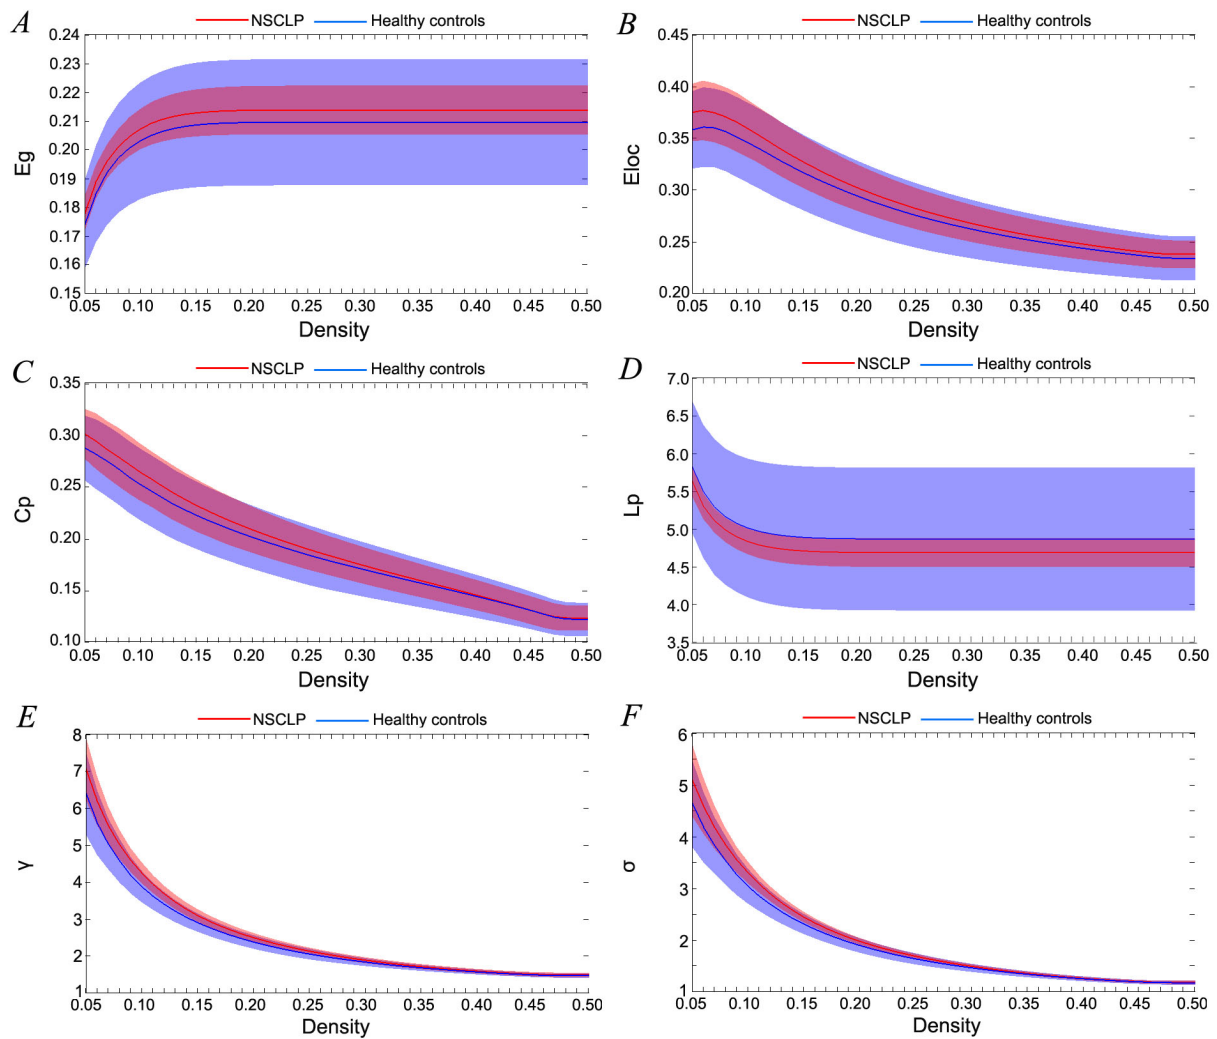 A
NSCLP Healthy controls
0.24
0.23
0.22
0.21
0.20
0.19
0.18
0.17
0.16
0.15
Eg
0.05 0.10 0.15 0.20 0.25 0.30 0.35 0.40 0.45 0.50
Density
B
NSCLP Healthy controls
0.45
0.40
0.35
0.30
0.25
0.20
Eloc
0.05 0.10 0.15 0.20 0.25 0.30 0.35 0.40 0.45 0.50
Density
C
NSCLP Healthy controls
0.35
0.30
0.25
0.20
0.15
0.10
Cp
0.05 0.10 0.15 0.20 0.25 0.30 0.35 0.40 0.45 0.50
Density
D
NSCLP Healthy controls
7.0
6.5
6.0
5.5
5.0
4.5
4.0
3.5
Lp
0.05 0.10 0.15 0.20 0.25 0.30 0.35 0.40 0.45 0.50
Density
E
NSCLP Healthy controls
8
7
6
5
4
3
2
1
γ
0.05 0.10 0.15 0.20 0.25 0.30 0.35 0.40 0.45 0.50
Density
F
NSCLP Healthy controls
6
5
4
3
2
1
σ
0.05 0.10 0.15 0.20 0.25 0.30 0.35 0.40 0.45 0.50
Density